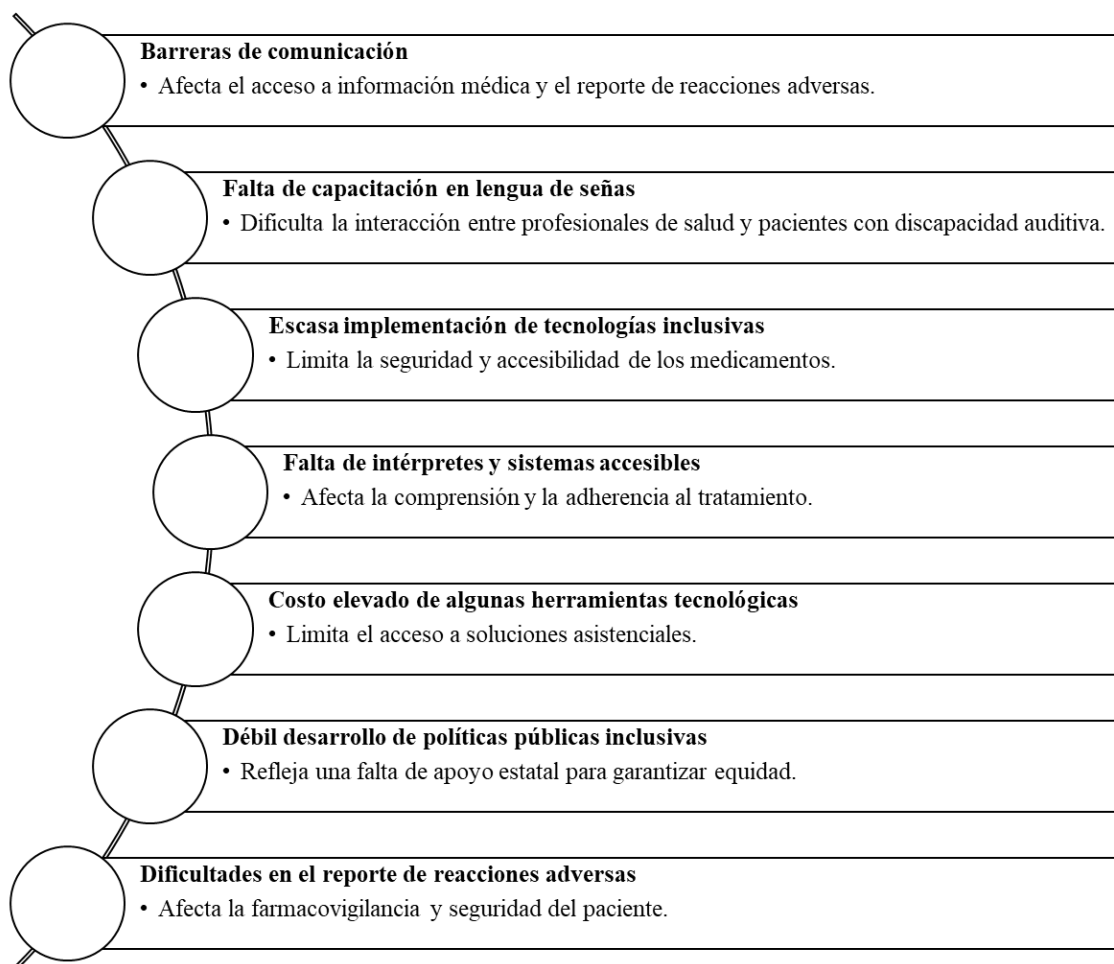 Barreras de comunicación
• Afecta el acceso a información médica y el reporte de reacciones adversas.
Falta de capacitación en lengua de señas
• Dificulta la interacción entre profesionales de salud y pacientes con discapacidad auditiva.
Escasa implementación de tecnologías inclusivas
• Limita la seguridad y accesibilidad de los medicamentos.
Falta de intérpretes y sistemas accesibles
• Afecta la comprensión y la adherencia al tratamiento.
Costo elevado de algunas herramientas tecnológicas
• Limita el acceso a soluciones asistenciales.
Débil desarrollo de políticas públicas inclusivas
• Refleja una falta de apoyo estatal para garantizar equidad.
Dificultades en el reporte de reacciones adversas
• Afecta la farmacovigilancia y seguridad del paciente.